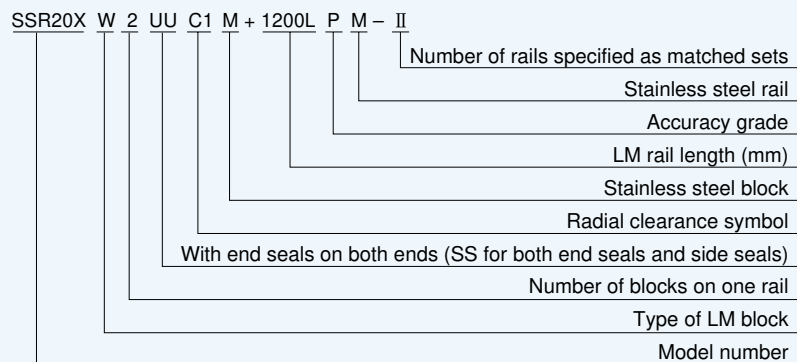 SSR20X W 2 UU C1 M + 1200L P M – Ⅱ
Number of rails specified as matched sets
Stainless steel rail
Accuracy grade
LM rail length (mm)
Stainless steel block
Radial clearance symbol
With end seals on both ends (SS for both end seals and side seals)
Number of blocks on one rail
Type of LM block
Model number